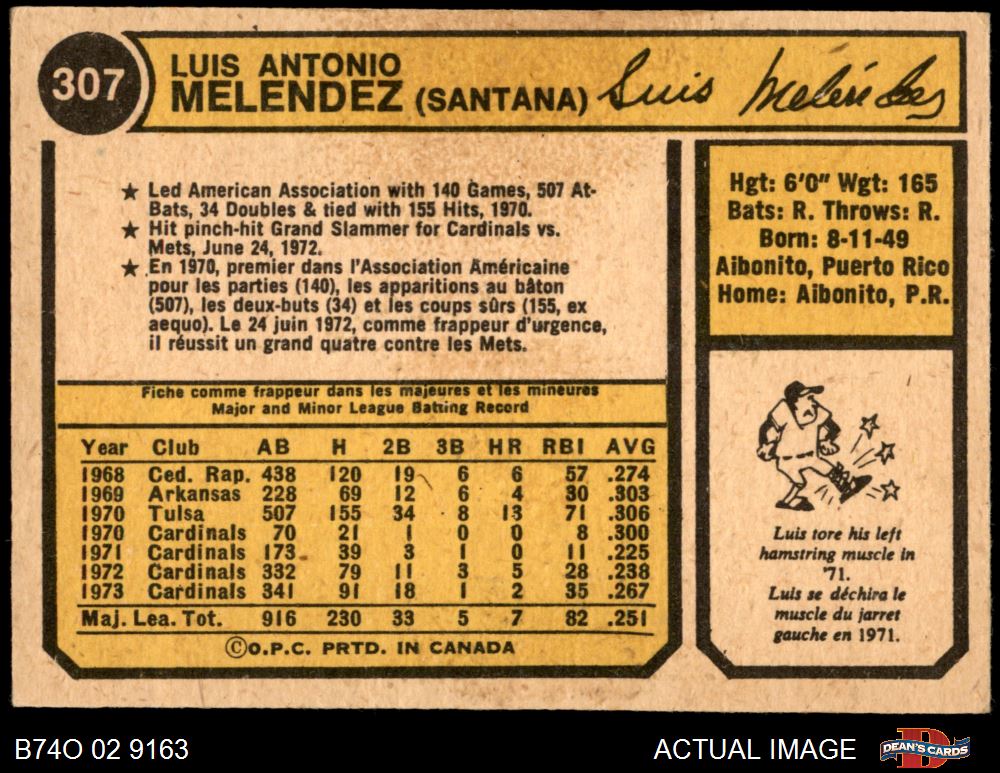 307
LUIS ANTONIO
MELENDEZ (SANTANA) Luis Meléndez
★ Led American Association with 140 Games, 507 At-
Bats, 34 Doubles & tied with 155 Hits, 1970.
★ Hit pinch-hit Grand Slammer for Cardinals vs.
Mets, June 24, 1972.
★ En 1970, premier dans l'Association Américaine
pour les parties (140), les apparitions au bâton
(507), les deux-buts (34) et les coups sûrs (155, ex
aequo). Le 24 juin 1972, comme frappeur d'urgence,
il réussit un grand quatre contre les Mets.
Hgt: 6'0" Wgt: 165
Bats: R. Throws: R.
Born: 8-11-49
Aibonito, Puerto Rico
Home: Aibonito, P.R.
Fiche comme frappeur dans les majeures et les mineures
Major and Minor League Batting Record
Year Club AB H 2B 3B HR RBI AVG
1968 Ced. Rap. 438 120 19 6 6 57 .274
1969 Arkansas 228 69 12 6 4 30 .303
1970 Tulsa 507 155 34 8 13 71 .306
1970 Cardinals 70 21 1 0 0 8 .300
1971 Cardinals 173 39 3 1 0 11 .225
1972 Cardinals 332 79 11 3 5 28 .238
1973 Cardinals 341 91 18 1 2 35 .267
Maj. Lea. Tot. 916 230 33 5 7 82 .251
©O.P.C. PRTD. IN CANADA
Luis tore his left
hamstring muscle in
'71.
Luis se déchira le
muscle du jarret
gauche en 1971.
B74O 02 9163
ACTUAL IMAGE
DEAN'S CARDS